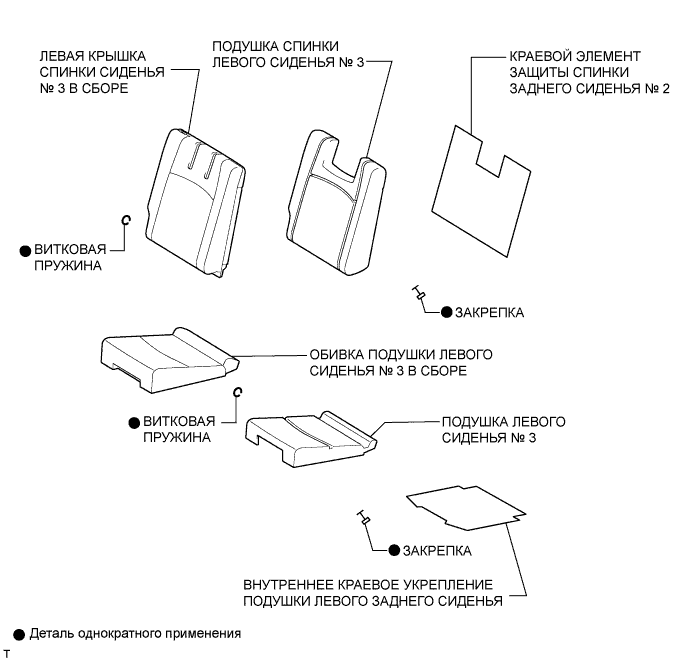 ЛЕВАЯ КРЫШКА
СПИНКИ СИДЕНЬЯ
№ 3 В СБОРЕ
ПОДУШКА СПИНКИ
ЛЕВОГО СИДЕНЬЯ № 3
КРАЕВОЙ ЭЛЕМЕНТ
ЗАЩИТЫ СПИНКИ
ЗАДНЕГО СИДЕНЬЯ № 2
ВИТКОВАЯ
ПРУЖИНА
ЗАКРЕПКА
ОБИВКА ПОДУШКИ ЛЕВОГО
СИДЕНЬЯ № 3 В СБОРЕ
ВИТКОВАЯ
ПРУЖИНА
ПОДУШКА ЛЕВОГО
СИДЕНЬЯ № 3
ЗАКРЕПКА
ВНУТРЕННЕЕ КРАЕВОЕ УКРЕПЛЕНИЕ
ПОДУШКИ ЛЕВОГО ЗАДНЕГО СИДЕНЬЯ
● Деталь однократного применения
T